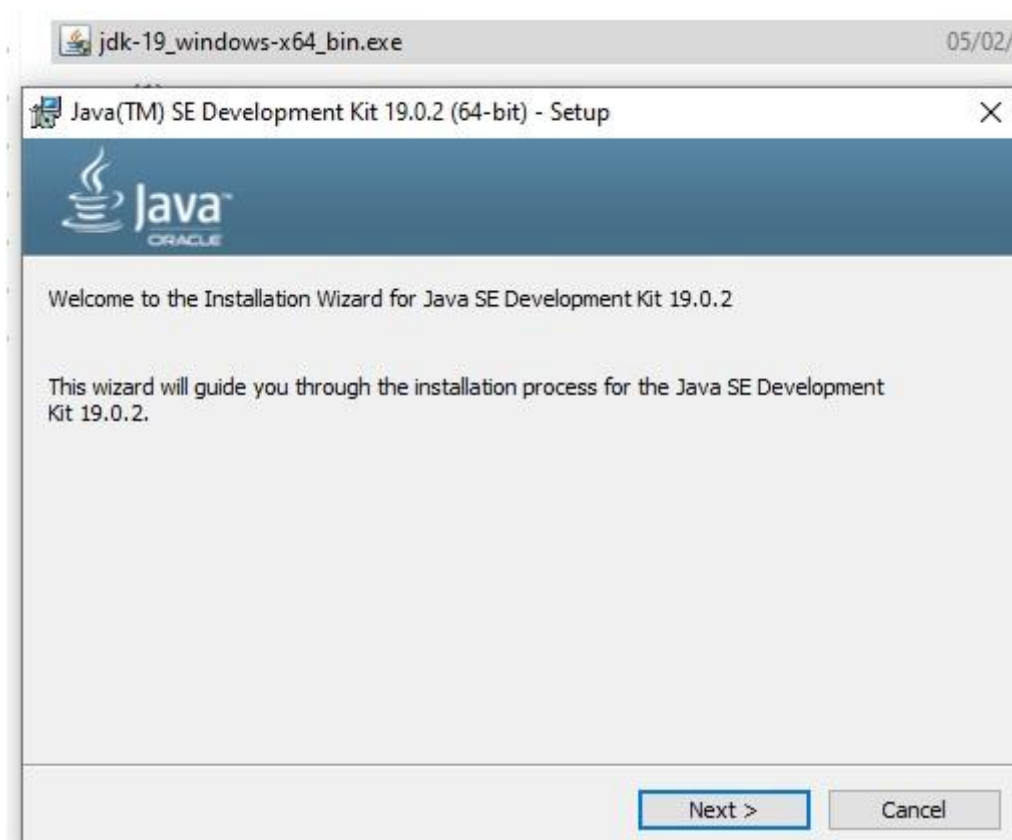 jdk-19_windows-x64_bin.exe 05/02/
Java(TM) SE Development Kit 19.0.2 (64-bit) - Setup
Java™
ORACLE
Welcome to the Installation Wizard for Java SE Development Kit 19.0.2
This wizard will guide you through the installation process for the Java SE Development
Kit 19.0.2.
Next > Cancel